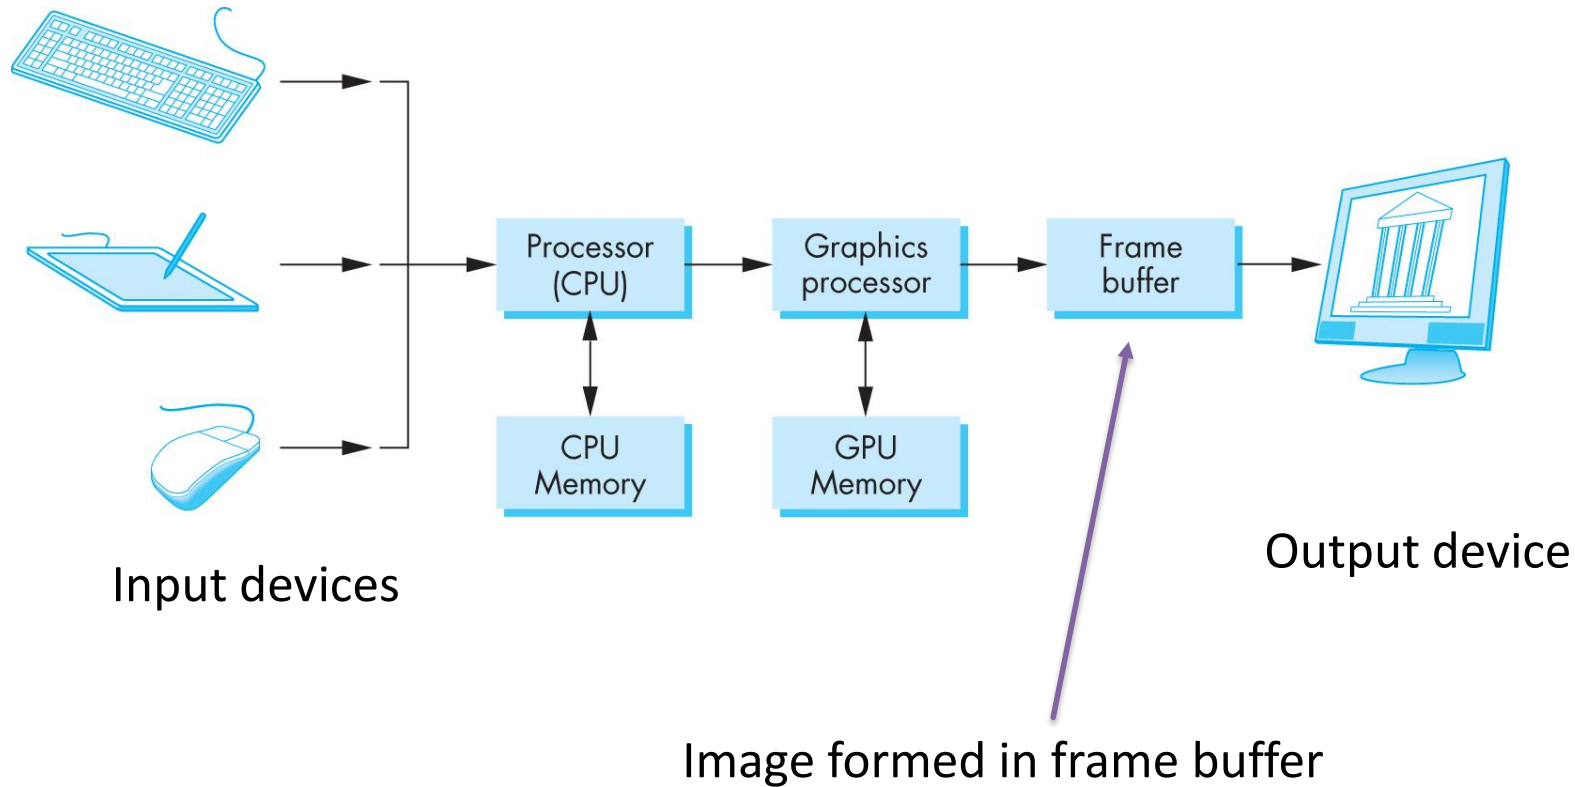 Processor
(CPU)
Graphics
processor
Frame
buffer
CPU
Memory
GPU
Memory
Input devices
Output device
Image formed in frame buffer